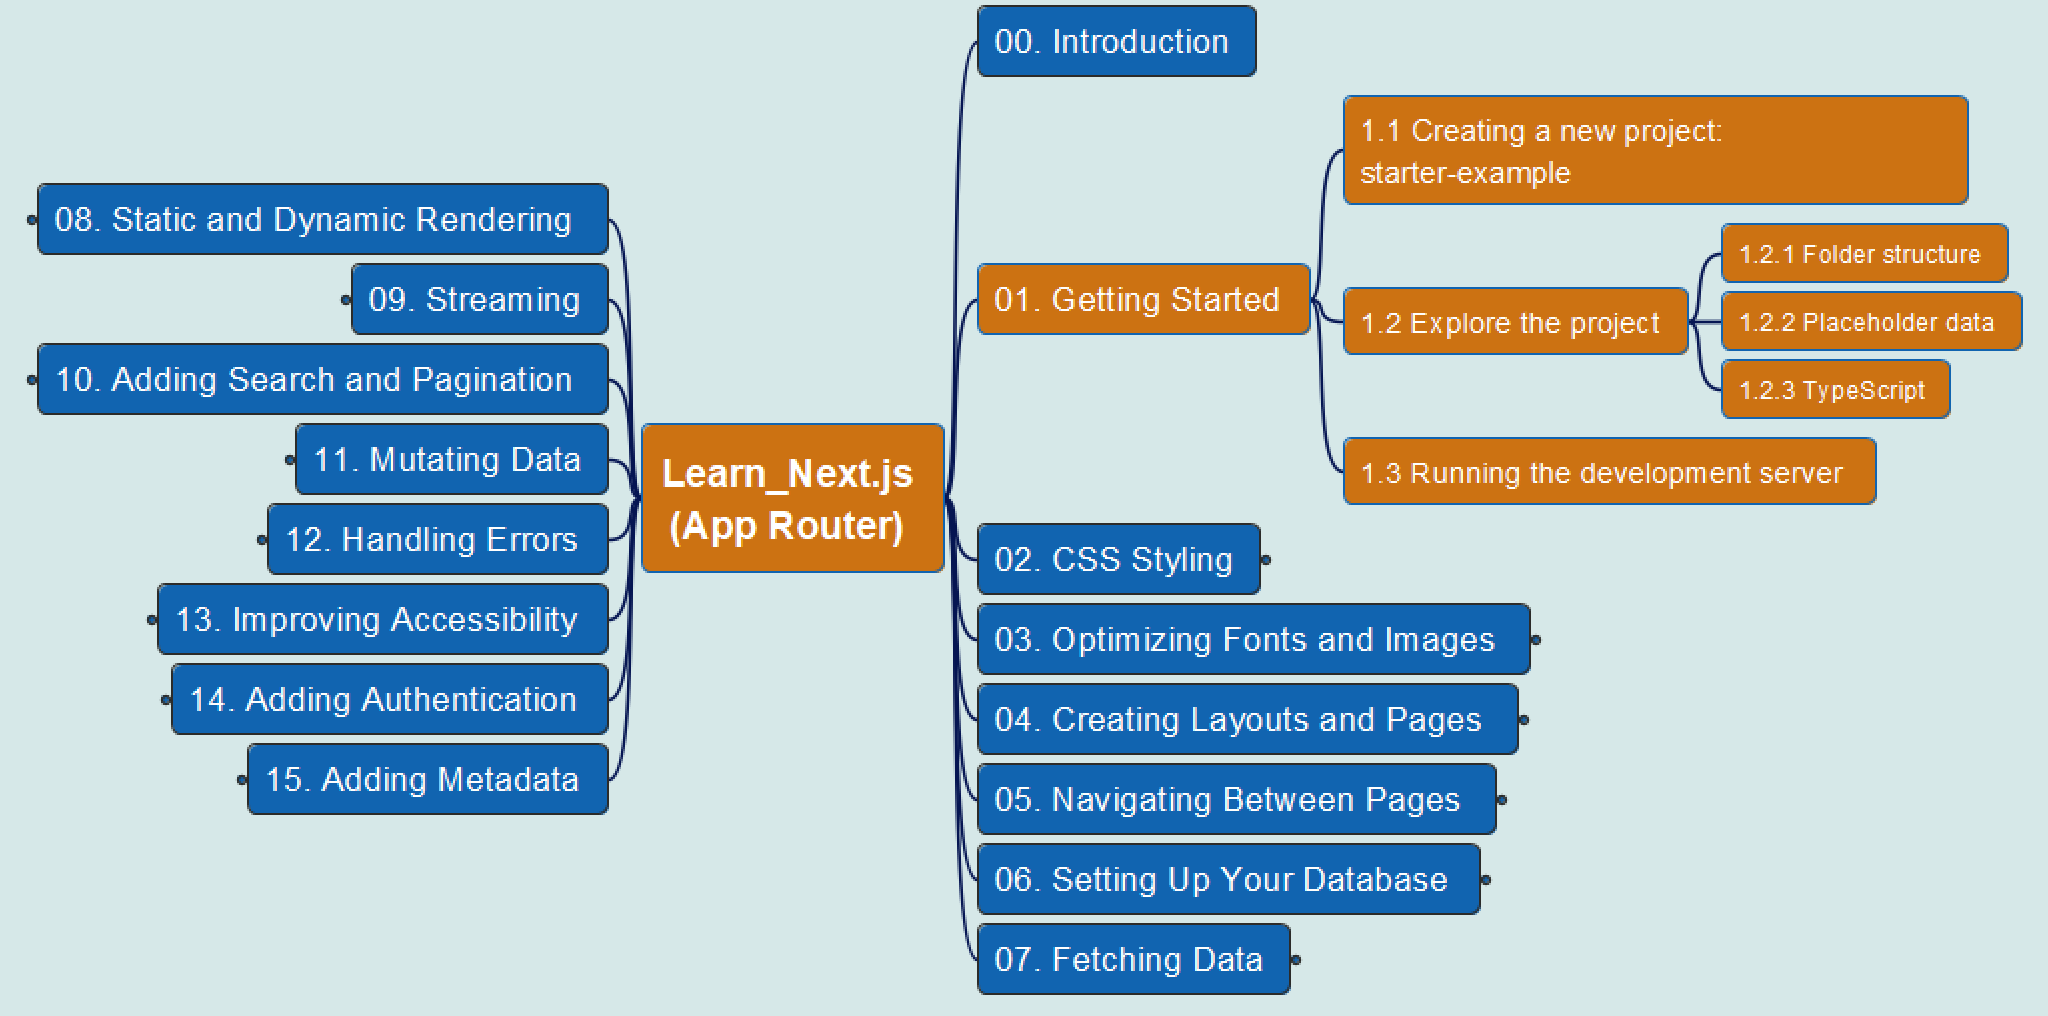 Learn_Next.js
(App Router)
00. Introduction
01. Getting Started
1.1 Creating a new project:
starter-example
1.2 Explore the project
1.2.1 Folder structure
1.2.2 Placeholder data
1.2.3 TypeScript
1.3 Running the development server
02. CSS Styling
03. Optimizing Fonts and Images
04. Creating Layouts and Pages
05. Navigating Between Pages
06. Setting Up Your Database
07. Fetching Data
08. Static and Dynamic Rendering
09. Streaming
10. Adding Search and Pagination
11. Mutating Data
12. Handling Errors
13. Improving Accessibility
14. Adding Authentication
15. Adding Metadata